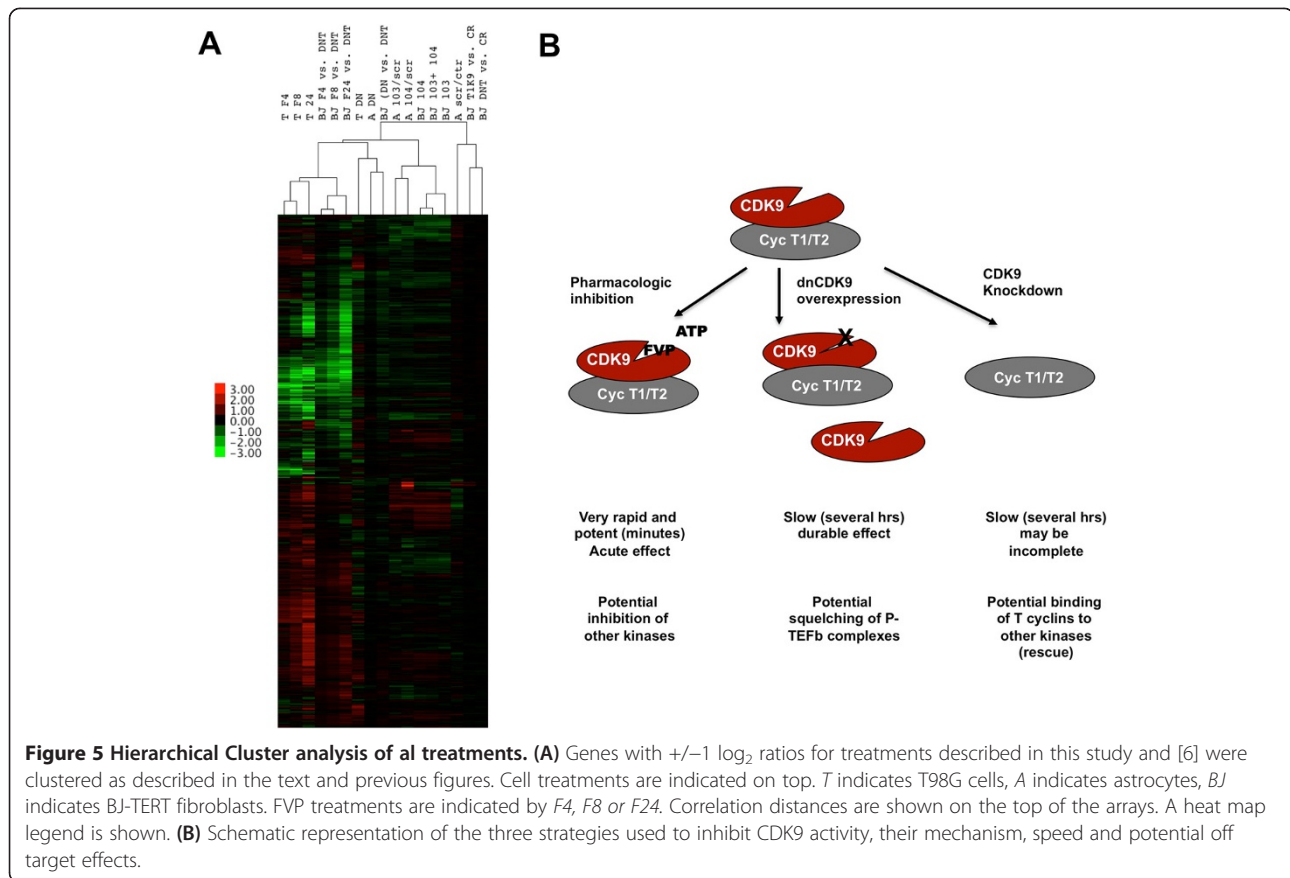 A
T F4
T F8
T 24
BJ F4 vs. DNT
BJ F8 vs. DNT
BJ F24 vs. DNT
T DN
A DN
BJ (DN vs. DNT
A 103/scr
A 104/scr
BJ 104
BJ 103+ 104
BJ 103
A scr/ctr
BJ T1K9 vs. CR
BJ DNT vs. CR
3.00
2.00
1.00
0.00
-1.00
-2.00
-3.00
B
CDK9
Cyc T1/T2
Pharmacologic
inhibition
dnCDK9
overexpression
CDK9
Knockdown
ATP
CDK9
FVP
Cyc T1/T2
X
CDK9
Cyc T1/T2
CDK9
Cyc T1/T2
Very rapid and
potent (minutes)
Acute effect
Slow (several hrs)
durable effect
Slow (several hrs)
may be
incomplete
Potential
inhibition of
other kinases
Potential
squelching of P-
TEFb complexes
Potential binding
of T cyclins to
other kinases
(rescue)
Figure 5 Hierarchical Cluster analysis of al treatments. (A) Genes with +/−1 log₂ ratios for treatments described in this study and [6] were
clustered as described in the text and previous figures. Cell treatments are indicated on top. T indicates T98G cells, A indicates astrocytes, BJ
indicates BJ-TERT fibroblasts. FVP treatments are indicated by F4, F8 or F24. Correlation distances are shown on the top of the arrays. A heat map
legend is shown. (B) Schematic representation of the three strategies used to inhibit CDK9 activity, their mechanism, speed and potential off
target effects.